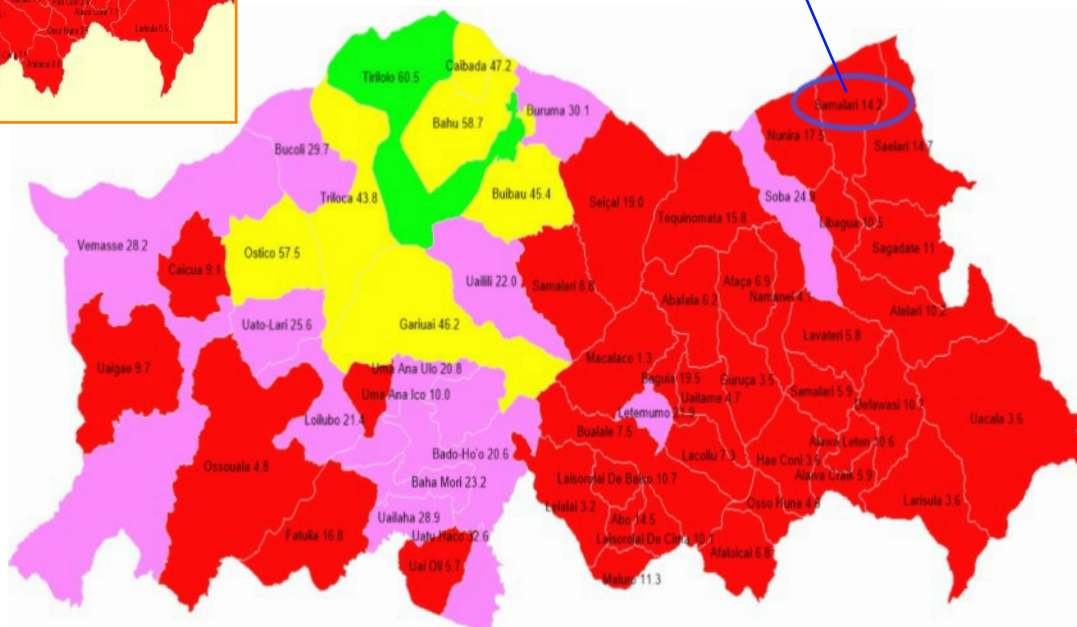 Larisula 0.5
Tirilolo 60.5
Caibada 47.2
Bahu 58.7
Buruma 30.1
Samalari 14.2
Nunira 17.5
Saelari 14.7
Bucoli 29.7
Triloca 43.8
Buibau 45.4
Seiçal 19.0
Tequinomata 15.8
Soba 24.9
Libagua 10.5
Sagadate 11
Vemasse 28.2
Caicua 9.1
Ostico 57.5
Uailili 22.0
Samalari 8.8
Abafala 6.2
Afaça 6.9
Namanei 4.1
Atelari 10.2
Uato-Lari 25.6
Gariuai 46.2
Lavateri 5.8
Uaigae 9.7
Uma Ana Ulo 20.8
Uma Ana Ico 10.0
Macalaco 1.3
Baguia 19.5
Uaitame 4.7
Guruça 3.5
Samalari 5.9
Defawasi 10.7
Uacala 3.6
Loilubo 21.4
Letemumo 21.9
Bualale 7.5
Alawa Leten 10.6
Ossouala 4.8
Bado-Ho'o 20.6
Lacoliu 7.3
Hae Coni 3.9
Alawa Craik 5.9
Baha Mori 23.2
Laisorolai De Baixo 10.7
Lelalai 3.2
Osso Huna 4.8
Larisula 3.6
Uailaha 28.9
Abo 14.5
Fatulia 16.8
Uatu Haco 32.6
Laisorolai De Cima 10.1
Afaloicai 6.8
Uai Oli 5.7
Maluro 11.3